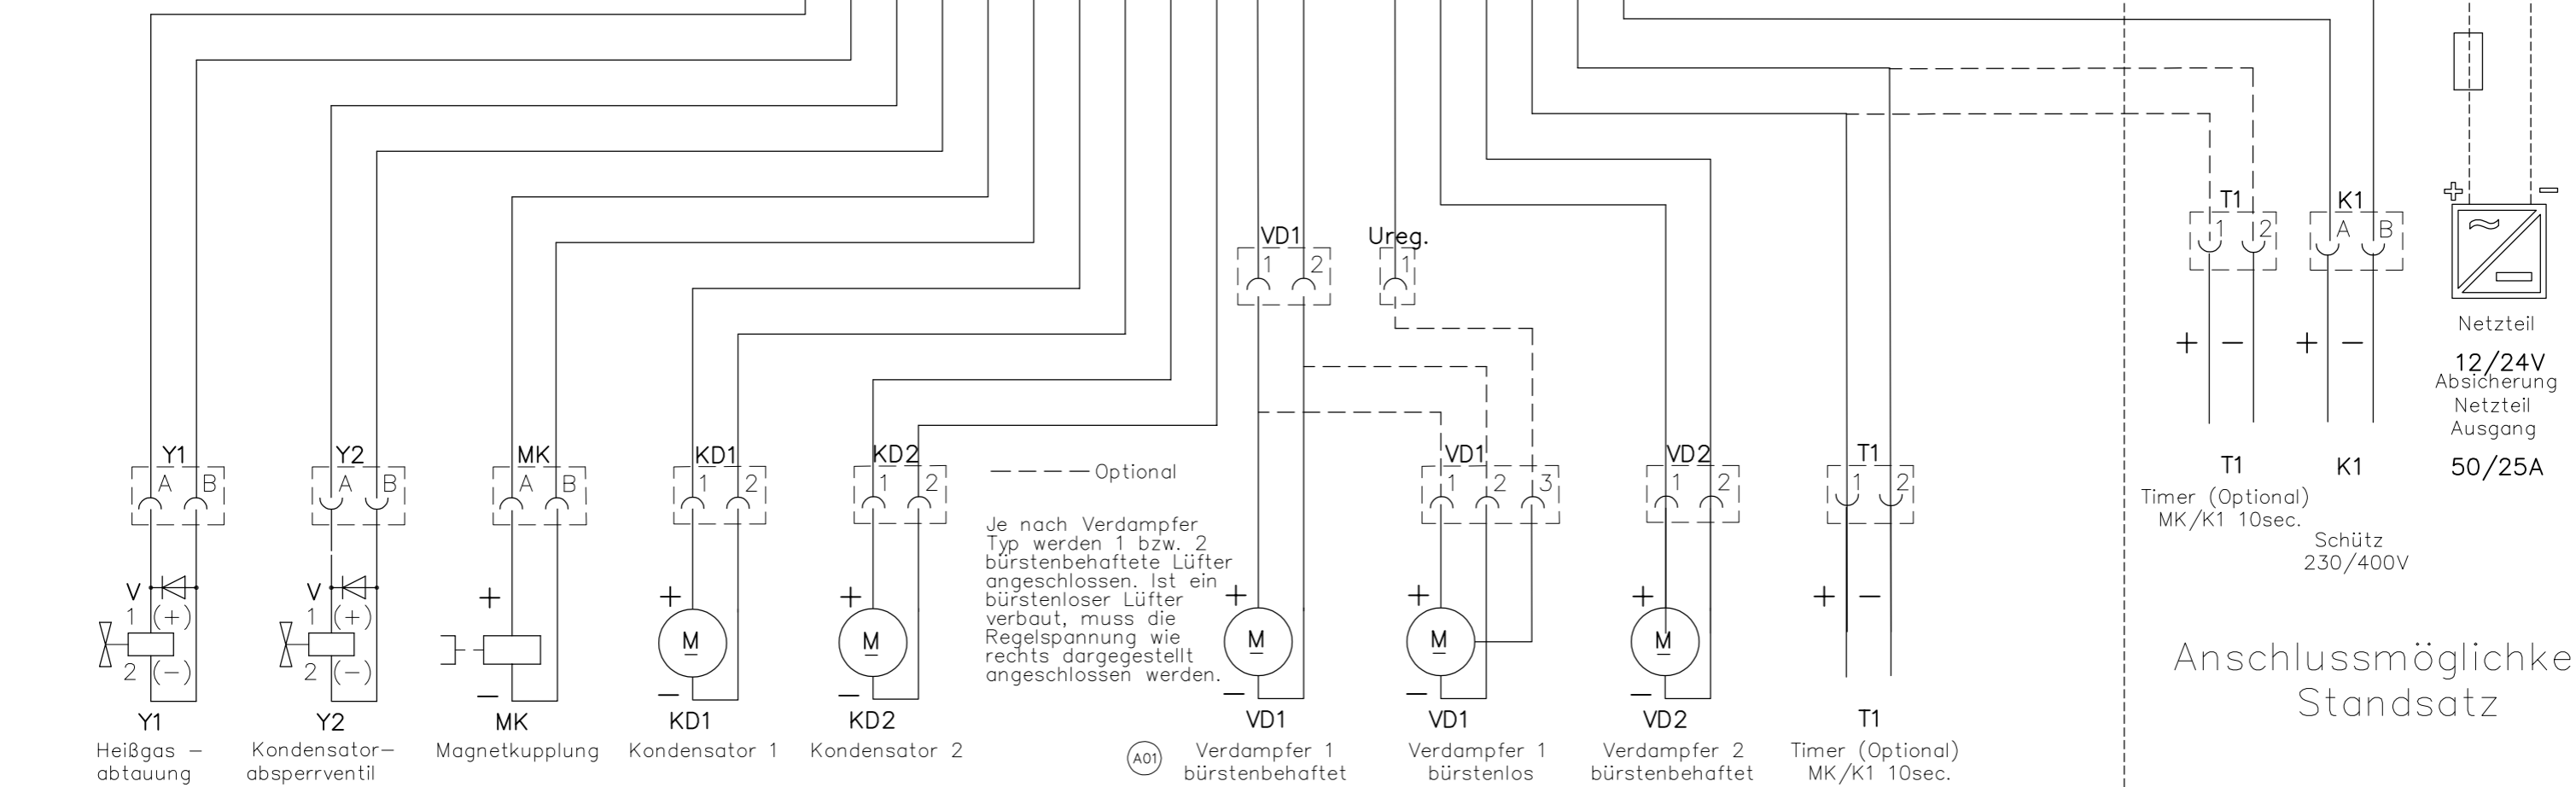 T1
K1
1
2
A
B
+
-
VD1
Ureg.
1
2
1
+ -
+ -
Netzteil
12/24V
Absicherung
Netzteil
Ausgang
50/25A
T1
K1
Timer (Optional)
MK/K1 10sec.
Schütz
230/400V
Y1
Y2
MK
KD1
KD2
VD1
VD2
T1
A
B
A
B
A
B
1
2
1
2
1
2
3
1
2
1
2
Optional
Je nach Verdampfer
Typ werden 1 bzw. 2
bürstenbehaftete Lüfter
angeschlossen. Ist ein
bürstenloser Lüfter
verbaut, muss die
Regelspannung wie
rechts dargegestellt
angeschlossen werden.
V
1 (+)
2 (-)
V
1 (+)
2 (-)
+
-
+
M
-
+
M
-
+
M
-
+
M
-
+
M
-
+ -
Anschlussmöglichke
Standsatz
Y1
Y2
MK
KD1
KD2
VD1
VD1
VD2
T1
Heißgas -
abtauung
Kondensator-
absperrventil
Magnetkupplung
Kondensator 1
Kondensator 2
A01
Verdampfer 1
bürstenbehaftet
Verdampfer 1
bürstenlos
Verdampfer 2
bürstenbehaftet
Timer (Optional)
MK/K1 10sec.